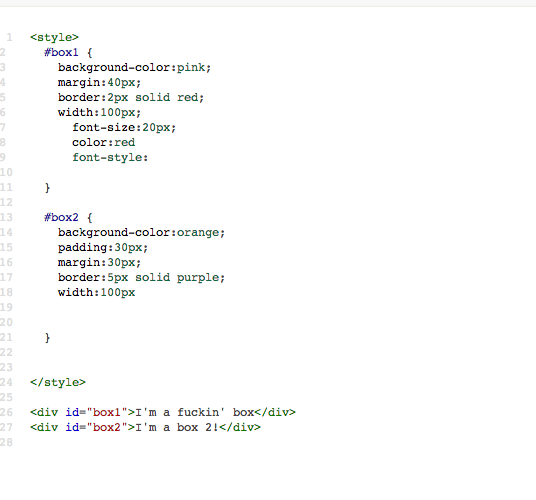 1 <style>
2 #box1 {
3 background-color:pink;
4 margin:40px;
5 border:2px solid red;
6 width:100px;
7 font-size:20px;
8 color:red
9 font-style:
10
11 }
12
13 #box2 {
14 background-color:orange;
15 padding:30px;
16 margin:30px;
17 border:5px solid purple;
18 width:100px
19
20
21 }
22
23
24 </style>
25
26 <div id="box1">I'm a fuckin' box</div>
27 <div id="box2">I'm a box 2!</div>
28